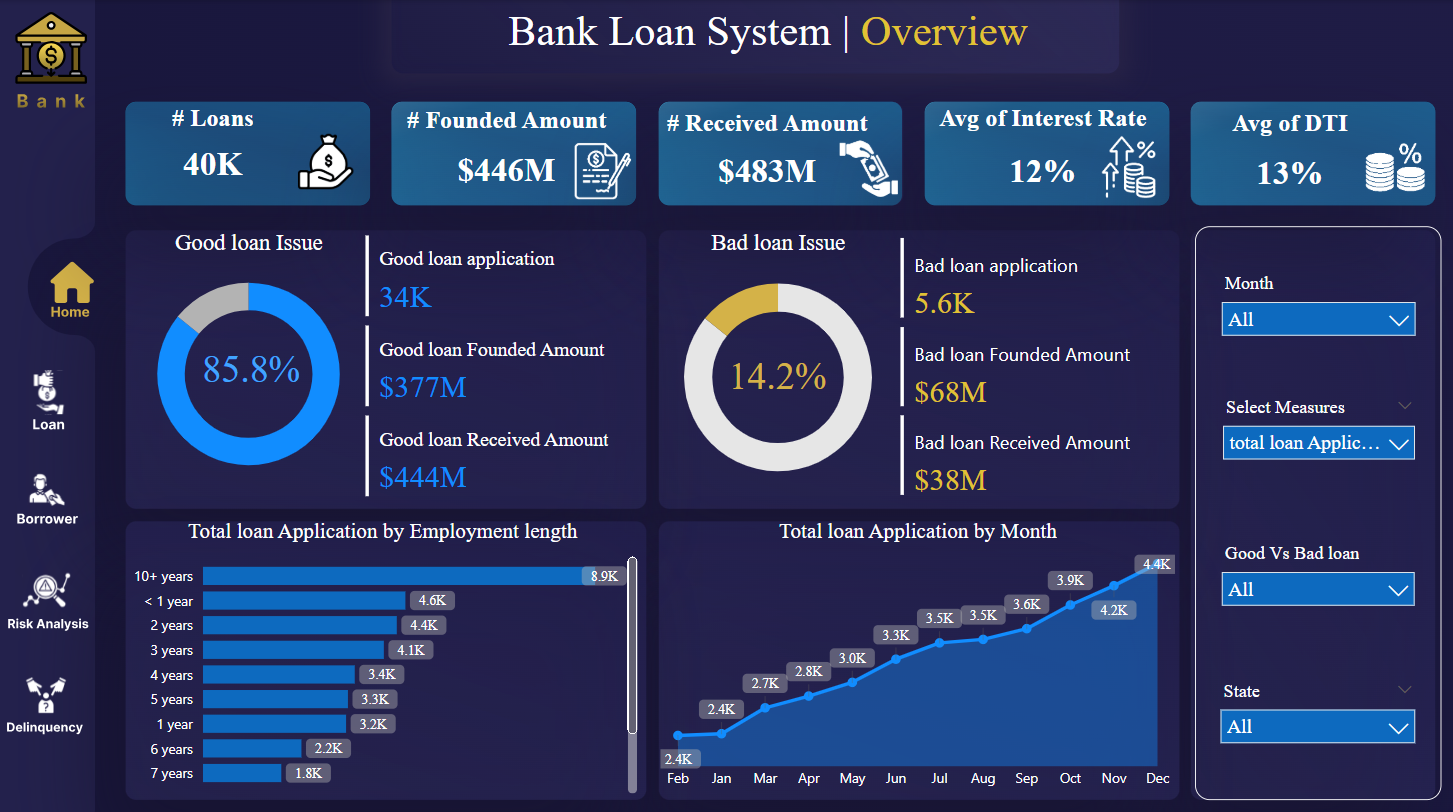 Bank Loan System | Overview
Bank
# Loans
40K
# Founded Amount
$446M
# Received Amount
$483M
Avg of Interest Rate
12%
Avg of DTI
13%
Home
Loan
Borrower
Risk Analysis
Delinquency
Good loan Issue
85.8%
Good loan application
34K
Good loan Founded Amount
$377M
Good loan Received Amount
$444M
Bad loan Issue
14.2%
Bad loan application
5.6K
Bad loan Founded Amount
$68M
Bad loan Received Amount
$38M
Month
All
Select Measures
total loan Applic...
Good Vs Bad loan
All
State
All
Total loan Application by Employment length
10+ years 8.9K
< 1 year 4.6K
2 years 4.4K
3 years 4.1K
4 years 3.4K
5 years 3.3K
1 year 3.2K
6 years 2.2K
7 years 1.8K
Total loan Application by Month
2.4K 2.4K 2.7K 2.8K 3.0K 3.3K 3.5K 3.5K 3.6K 3.9K 4.2K 4.4K
Feb Jan Mar Apr May Jun Jul Aug Sep Oct Nov Dec